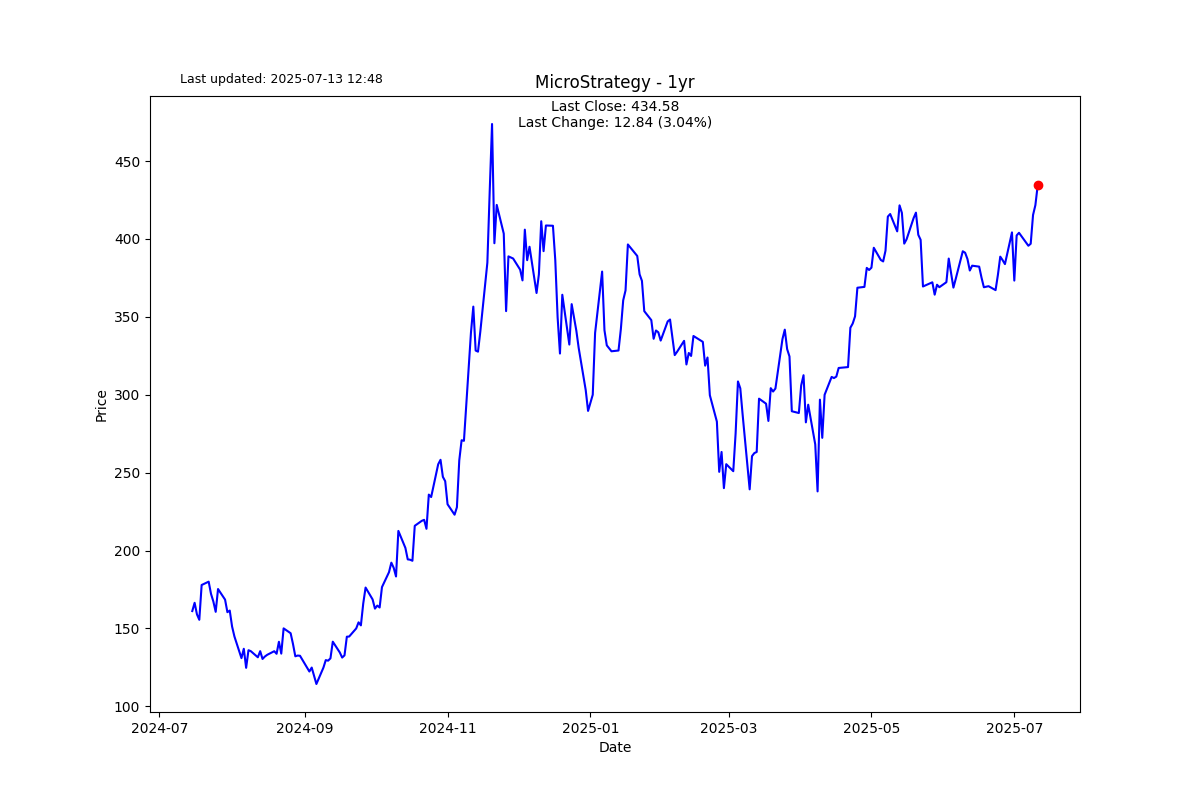 Last updated: 2025-07-13 12:48
MicroStrategy - 1yr
Last Close: 434.58
Last Change: 12.84 (3.04%)
Price
450
400
350
300
250
200
150
100
2024-07 2024-09 2024-11 2025-01 2025-03 2025-05 2025-07
Date